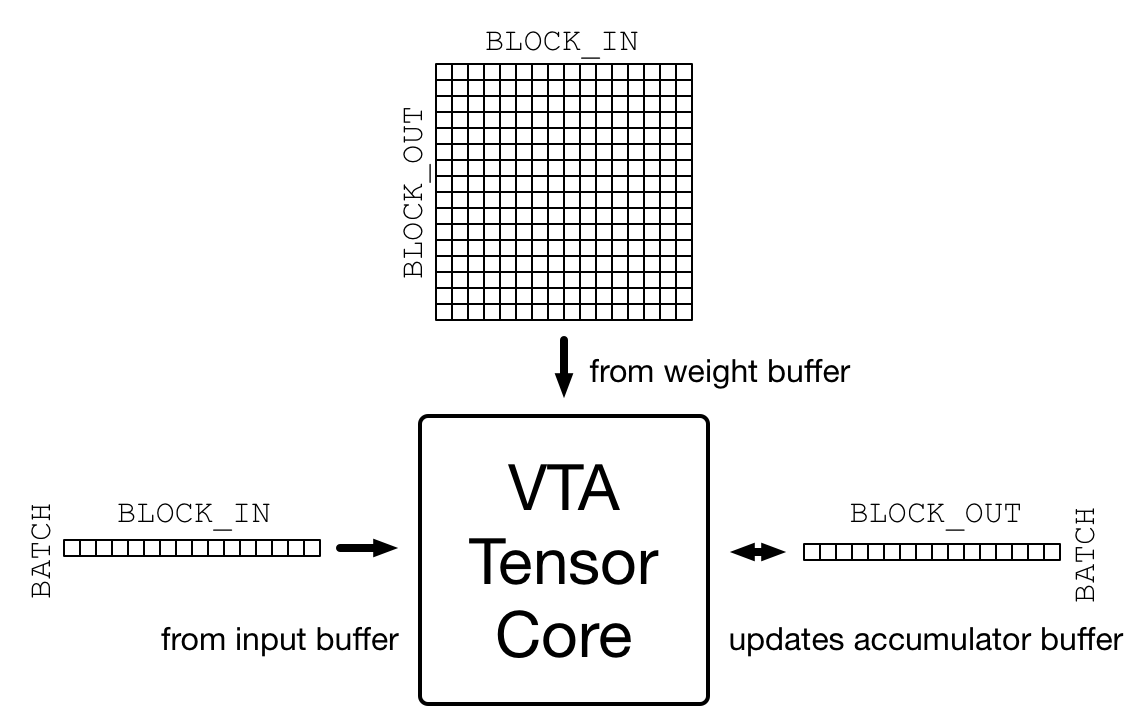 BLOCK_IN
BLOCK_OUT
from weight buffer
VTA
Tensor
Core
BATCH
BLOCK_IN
from input buffer
BLOCK_OUT
BATCH
updates accumulator buffer